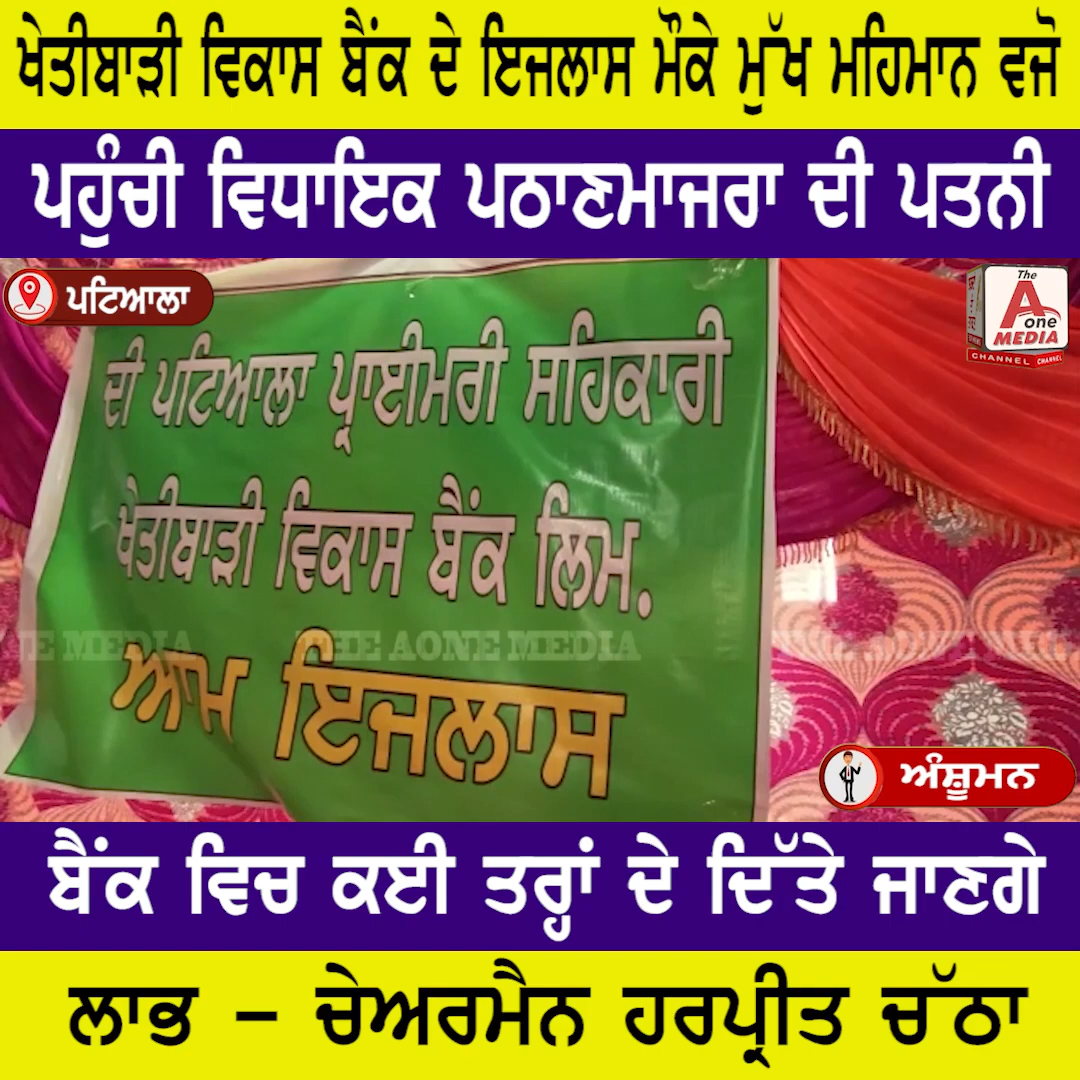 ਖੇਤੀਬਾੜੀ ਵਿਕਾਸ ਬੈਂਕ ਦੇ ਇਜਲਾਸ ਮੌਕੇ ਮੁੱਖ ਮਹਿਮਾਨ ਵਜੋ
ਪਹੁੰਚੀ ਵਿਧਾਇਕ ਪਠਾਣਮਾਜਰਾ ਦੀ ਪਤਨੀ
ਪਟਿਆਲਾ
The
A
one
MEDIA
CHANNEL CHANNEL
ਦੀ ਪਟਿਆਲਾ ਪ੍ਰਾਈਮਰੀ ਸਹਿਕਾਰੀ
ਖੇਤੀਬਾੜੀ ਵਿਕਾਸ ਬੈਂਕ ਲਿਮ.
THE AONE MEDIA
ਆਮ ਇਜਲਾਸ
ਅੰਸ਼ੂਮਨ
ਬੈਂਕ ਵਿਚ ਕਈ ਤਰ੍ਹਾਂ ਦੇ ਦਿੱਤੇ ਜਾਣਗੇ
ਲਾਭ - ਚੇਅਰਮੈਨ ਹਰਪ੍ਰੀਤ ਚੱਠਾ